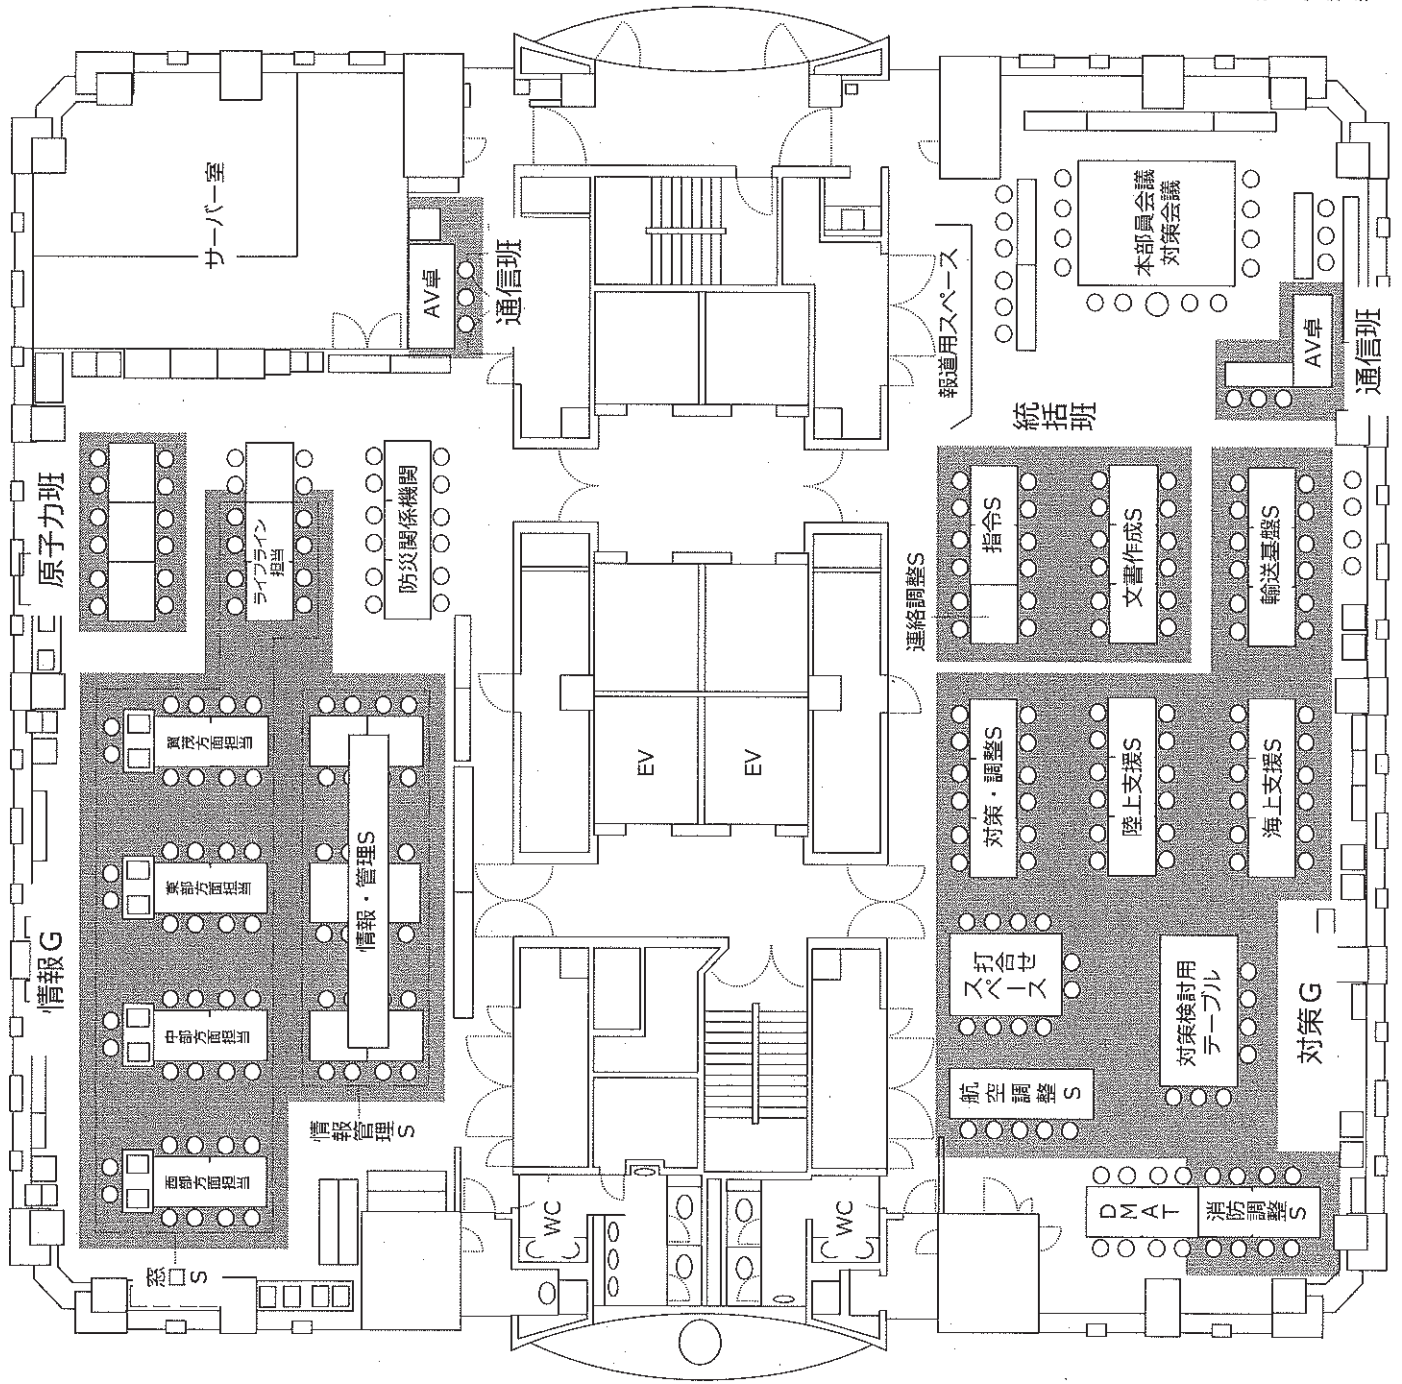 サーバー室
AV卓
通信班
原子力班
ライフライン
担当
防災関係機関
情報G
賀茂方面担当
東部方面担当
中部方面担当
西部方面担当
情報・管理S
情報
管理S
窓口S
EV
EV
WC
WC
報道用スペース
本部員会議
対策会議
AV卓
通信班
統括
班
指令S
連絡調整S
文書作成S
輸送基盤S
対策・調整S
陸上支援S
海上支援S
打合せ
スペース
対策検討用
テーブル
航空調整S
対策G
DMAT
消防調整S